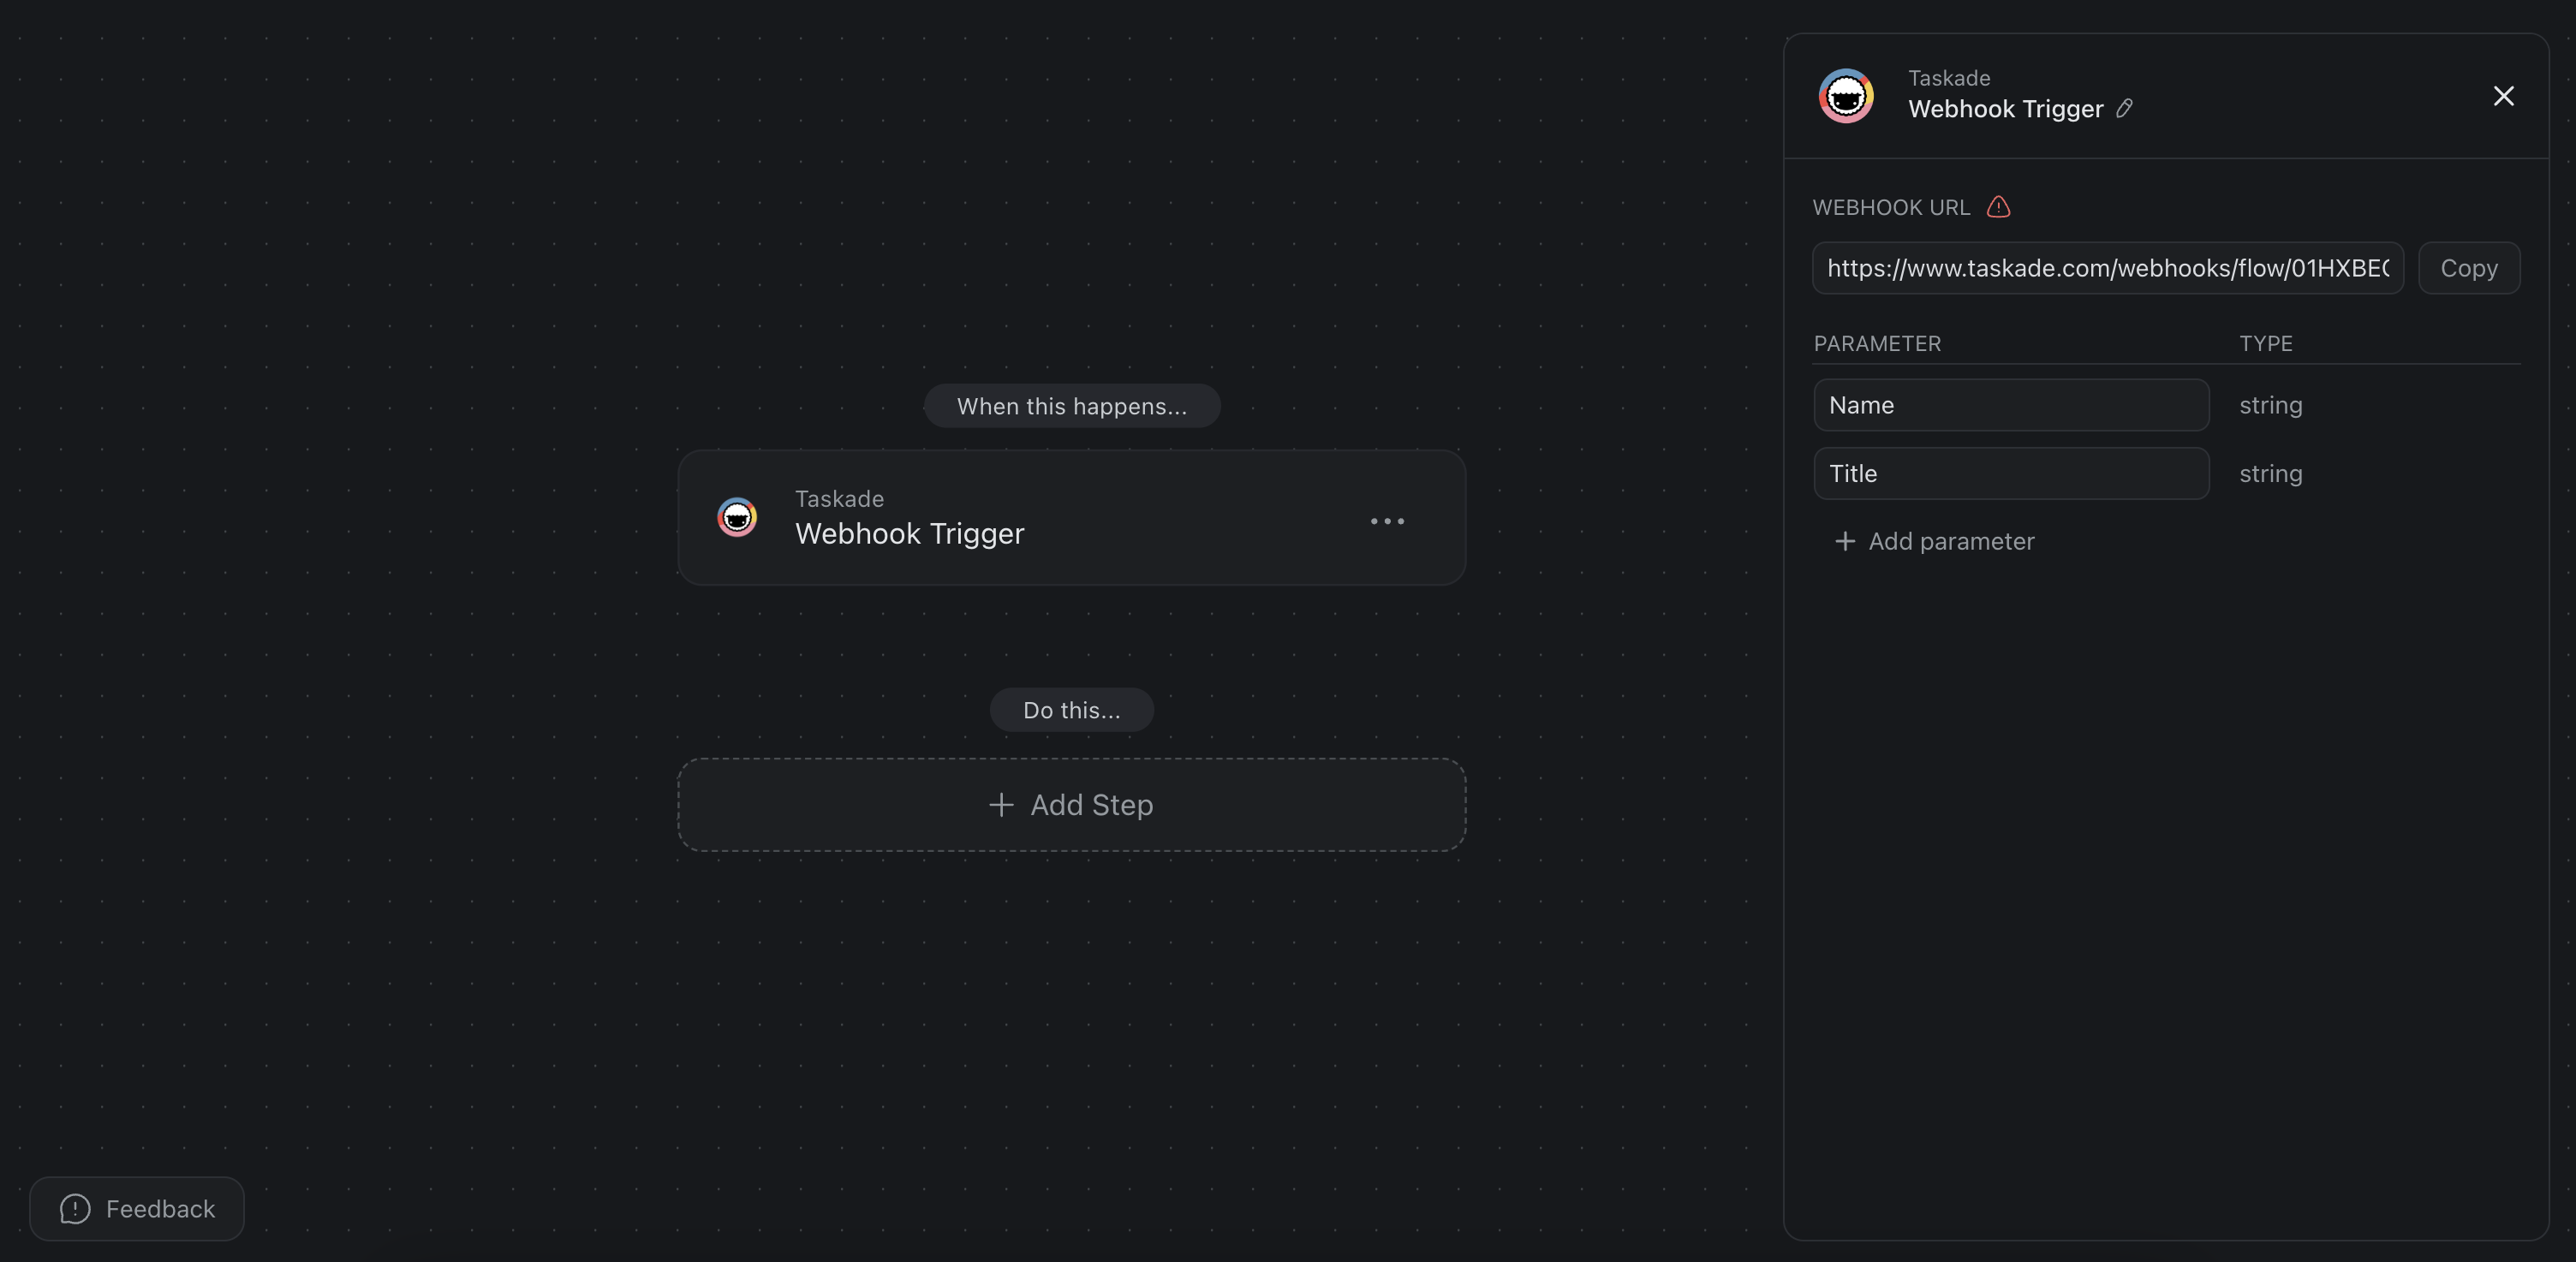 When this happens...
Taskade
Webhook Trigger
Do this...
Add Step
Feedback
Taskade
Webhook Trigger
WEBHOOK URL
https://www.taskade.com/webhooks/flow/01HXBE
Copy
PARAMETER TYPE
Name string
Title string
Add parameter